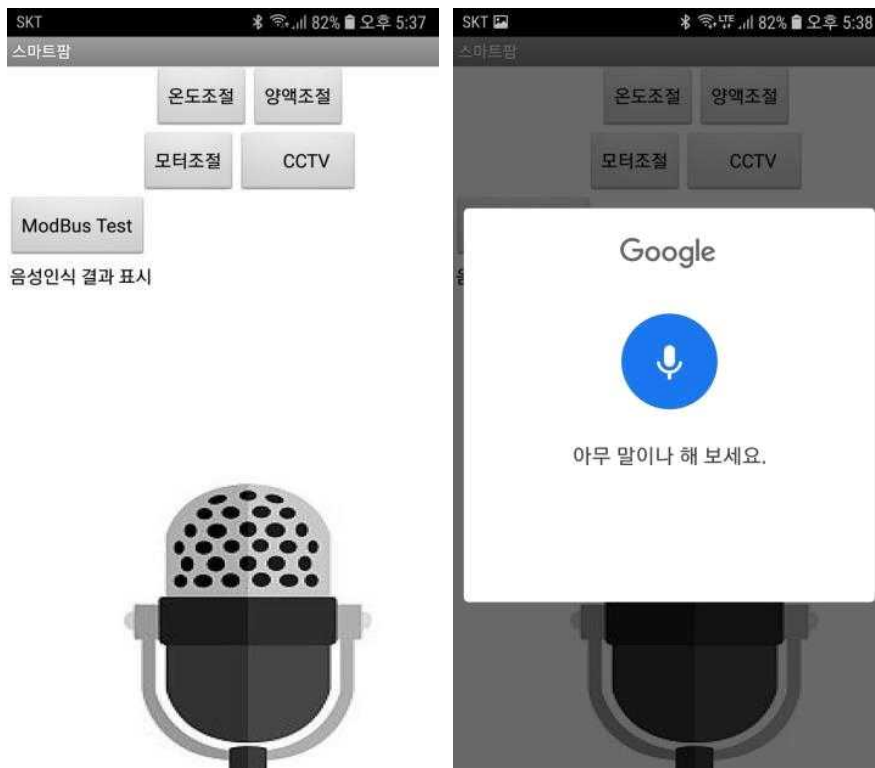 SKT 82% 오후 5:37
스마트팜
온도조절 양액조절
모터조절 CCTV
ModBus Test
음성인식 결과 표시
SKT LTE 82% 오후 5:38
스마트팜
온도조절 양액조절
모터조절 CCTV
Google
음
아무 말이나 해 보세요.